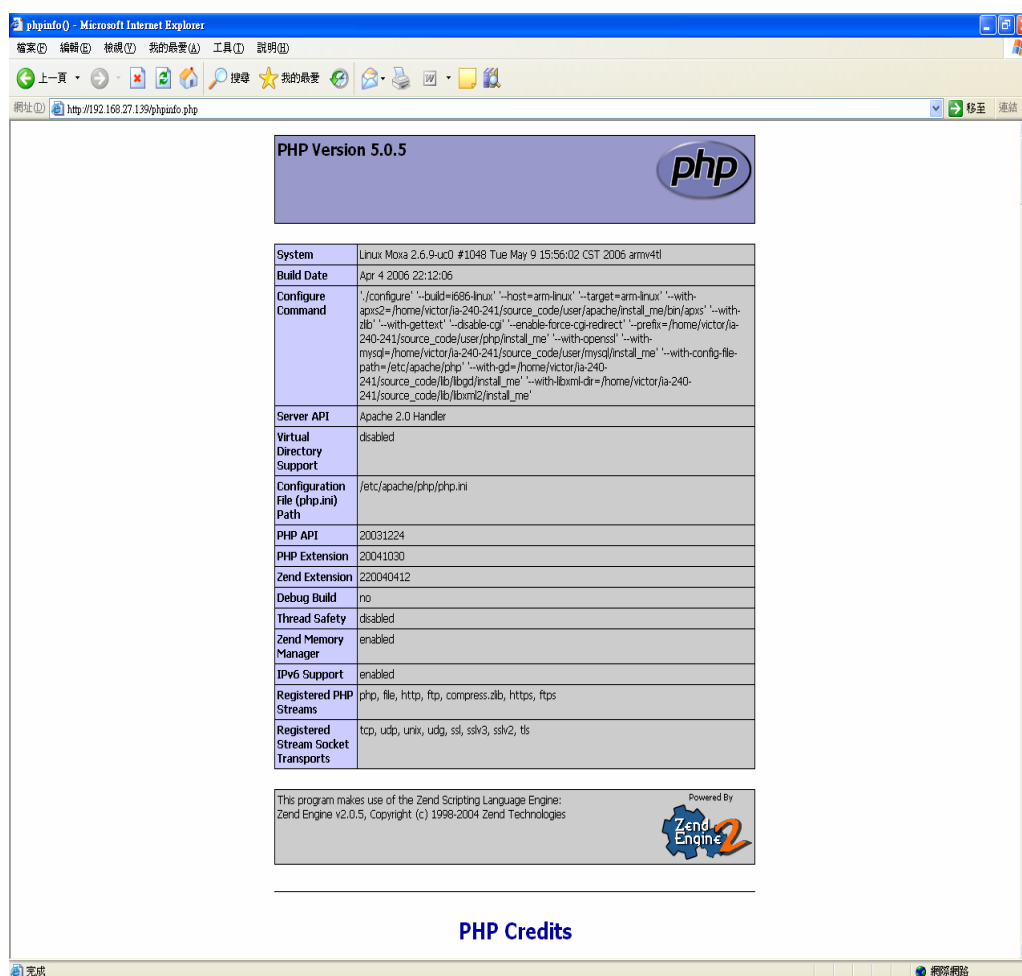 phpinfo() - Microsoft Internet Explorer
檔案(F) 編輯(E) 檢視(V) 我的最愛(A) 工具(T) 說明(H)
上一頁 搜尋 我的最愛
網址(D) http://192.168.27.139/phpinfo.php 移至 連結
PHP Version 5.0.5
php
System Linux Moxa 2.6.9-uc0 #1048 Tue May 9 15:56:02 CST 2006 armv4tl
Build Date Apr 4 2006 22:12:06
Configure './configure' '--build=i686-linux' '--host=arm-linux' '--target=arm-linux' '--with-
Command apxs2=/home/victor/ia-240-241/source_code/user/apache/install_me/bin/apxs' '--with-
zlib' '--with-gettext' '--disable-cgi' '--enable-force-cgi-redirect' '--prefix=/home/victor/ia-
240-241/source_code/user/php/install_me' '--with-openssl' '--with-
mysql=/home/victor/ia-240-241/source_code/user/mysql/install_me' '--with-config-file-
path=/etc/apache/php' '--with-gd=/home/victor/ia-240-
241/source_code/lib/libgd/install_me' '--with-libxml-dir=/home/victor/ia-240-
241/source_code/lib/libxml2/install_me'
Server API Apache 2.0 Handler
Virtual disabled
Directory
Support
Configuration /etc/apache/php/php.ini
File (php.ini)
Path
PHP API 20031224
PHP Extension 20041030
Zend Extension 220040412
Debug Build no
Thread Safety disabled
Zend Memory enabled
Manager
IPv6 Support enabled
Registered PHP php, file, http, ftp, compress.zlib, https, ftps
Streams
Registered tcp, udp, unix, udg, ssl, sslv3, sslv2, tls
Stream Socket
Transports
This program makes use of the Zend Scripting Language Engine:
Zend Engine v2.0.5, Copyright (c) 1998-2004 Zend Technologies
Powered By
Zend
Engine 2
PHP Credits
完成 網際網路